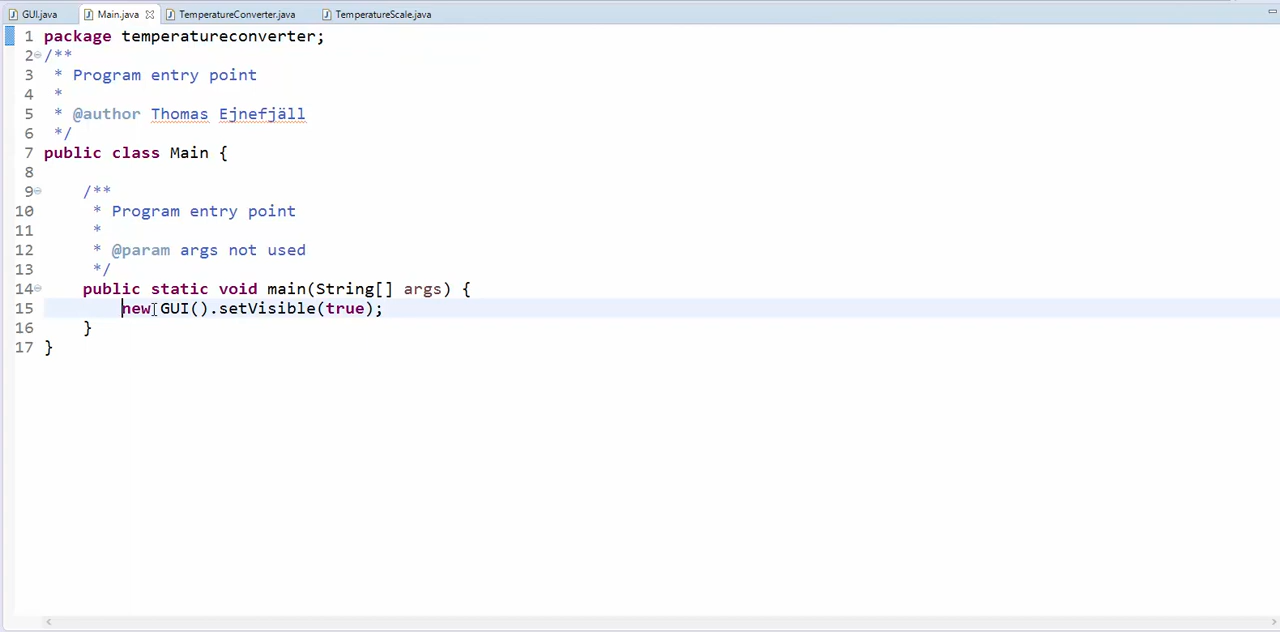 GUI.java Main.java TemperatureConverter.java TemperatureScale.java
1 package temperatureconverter;
2 /**
3 * Program entry point
4 *
5 * @author Thomas Ejnefjäll
6 */
7 public class Main {
8
9 /**
10 * Program entry point
11 *
12 * @param args not used
13 */
14 public static void main(String[] args) {
15 new GUI().setVisible(true);
16 }
17 }